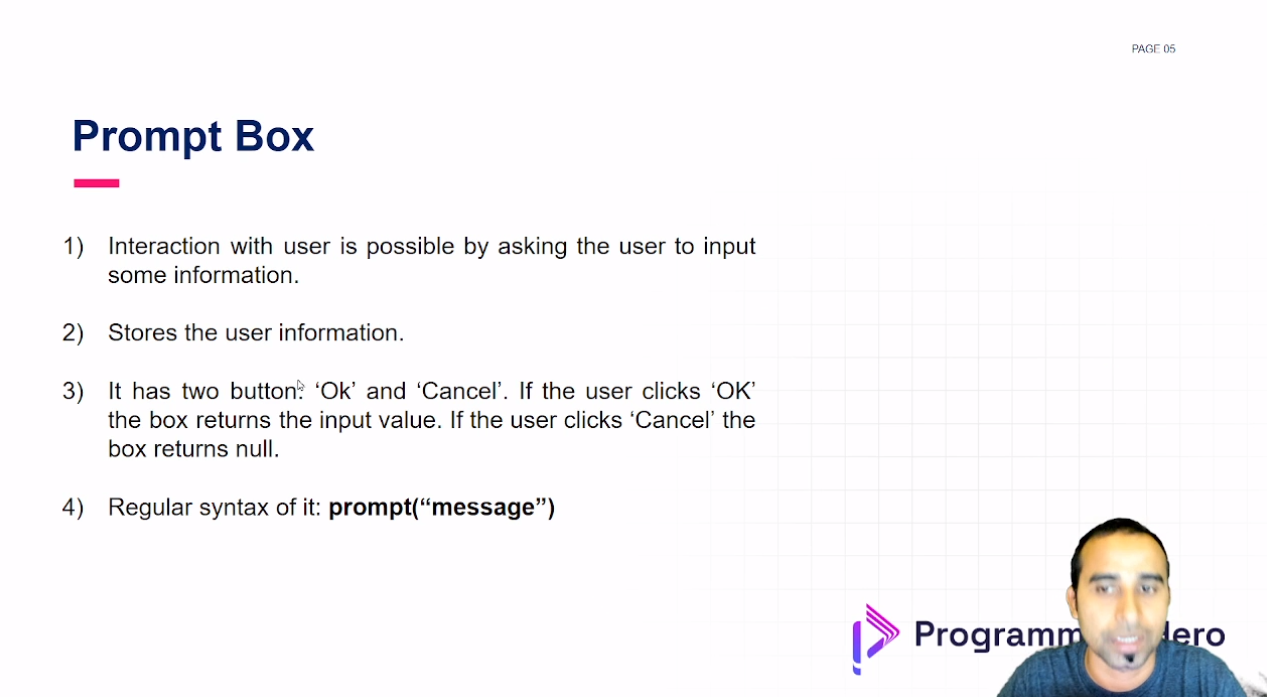 PAGE 05
Prompt Box
1) Interaction with user is possible by asking the user to input
some information.
2) Stores the user information.
3) It has two button: ‘Ok’ and ‘Cancel’. If the user clicks ‘OK’
the box returns the input value. If the user clicks ‘Cancel’ the
box returns null.
4) Regular syntax of it: prompt(“message”)